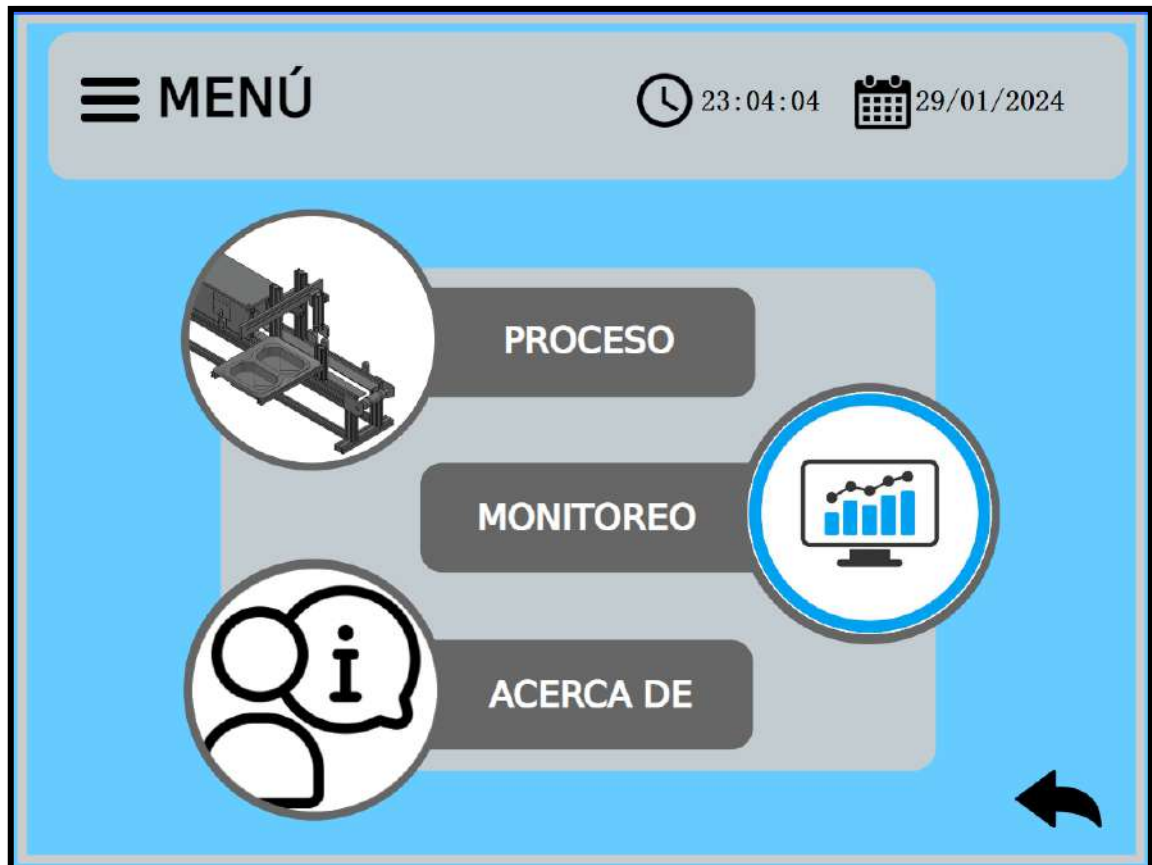 MENÚ
23:04:04
29/01/2024
PROCESO
MONITOREO
i
ACERCA DE